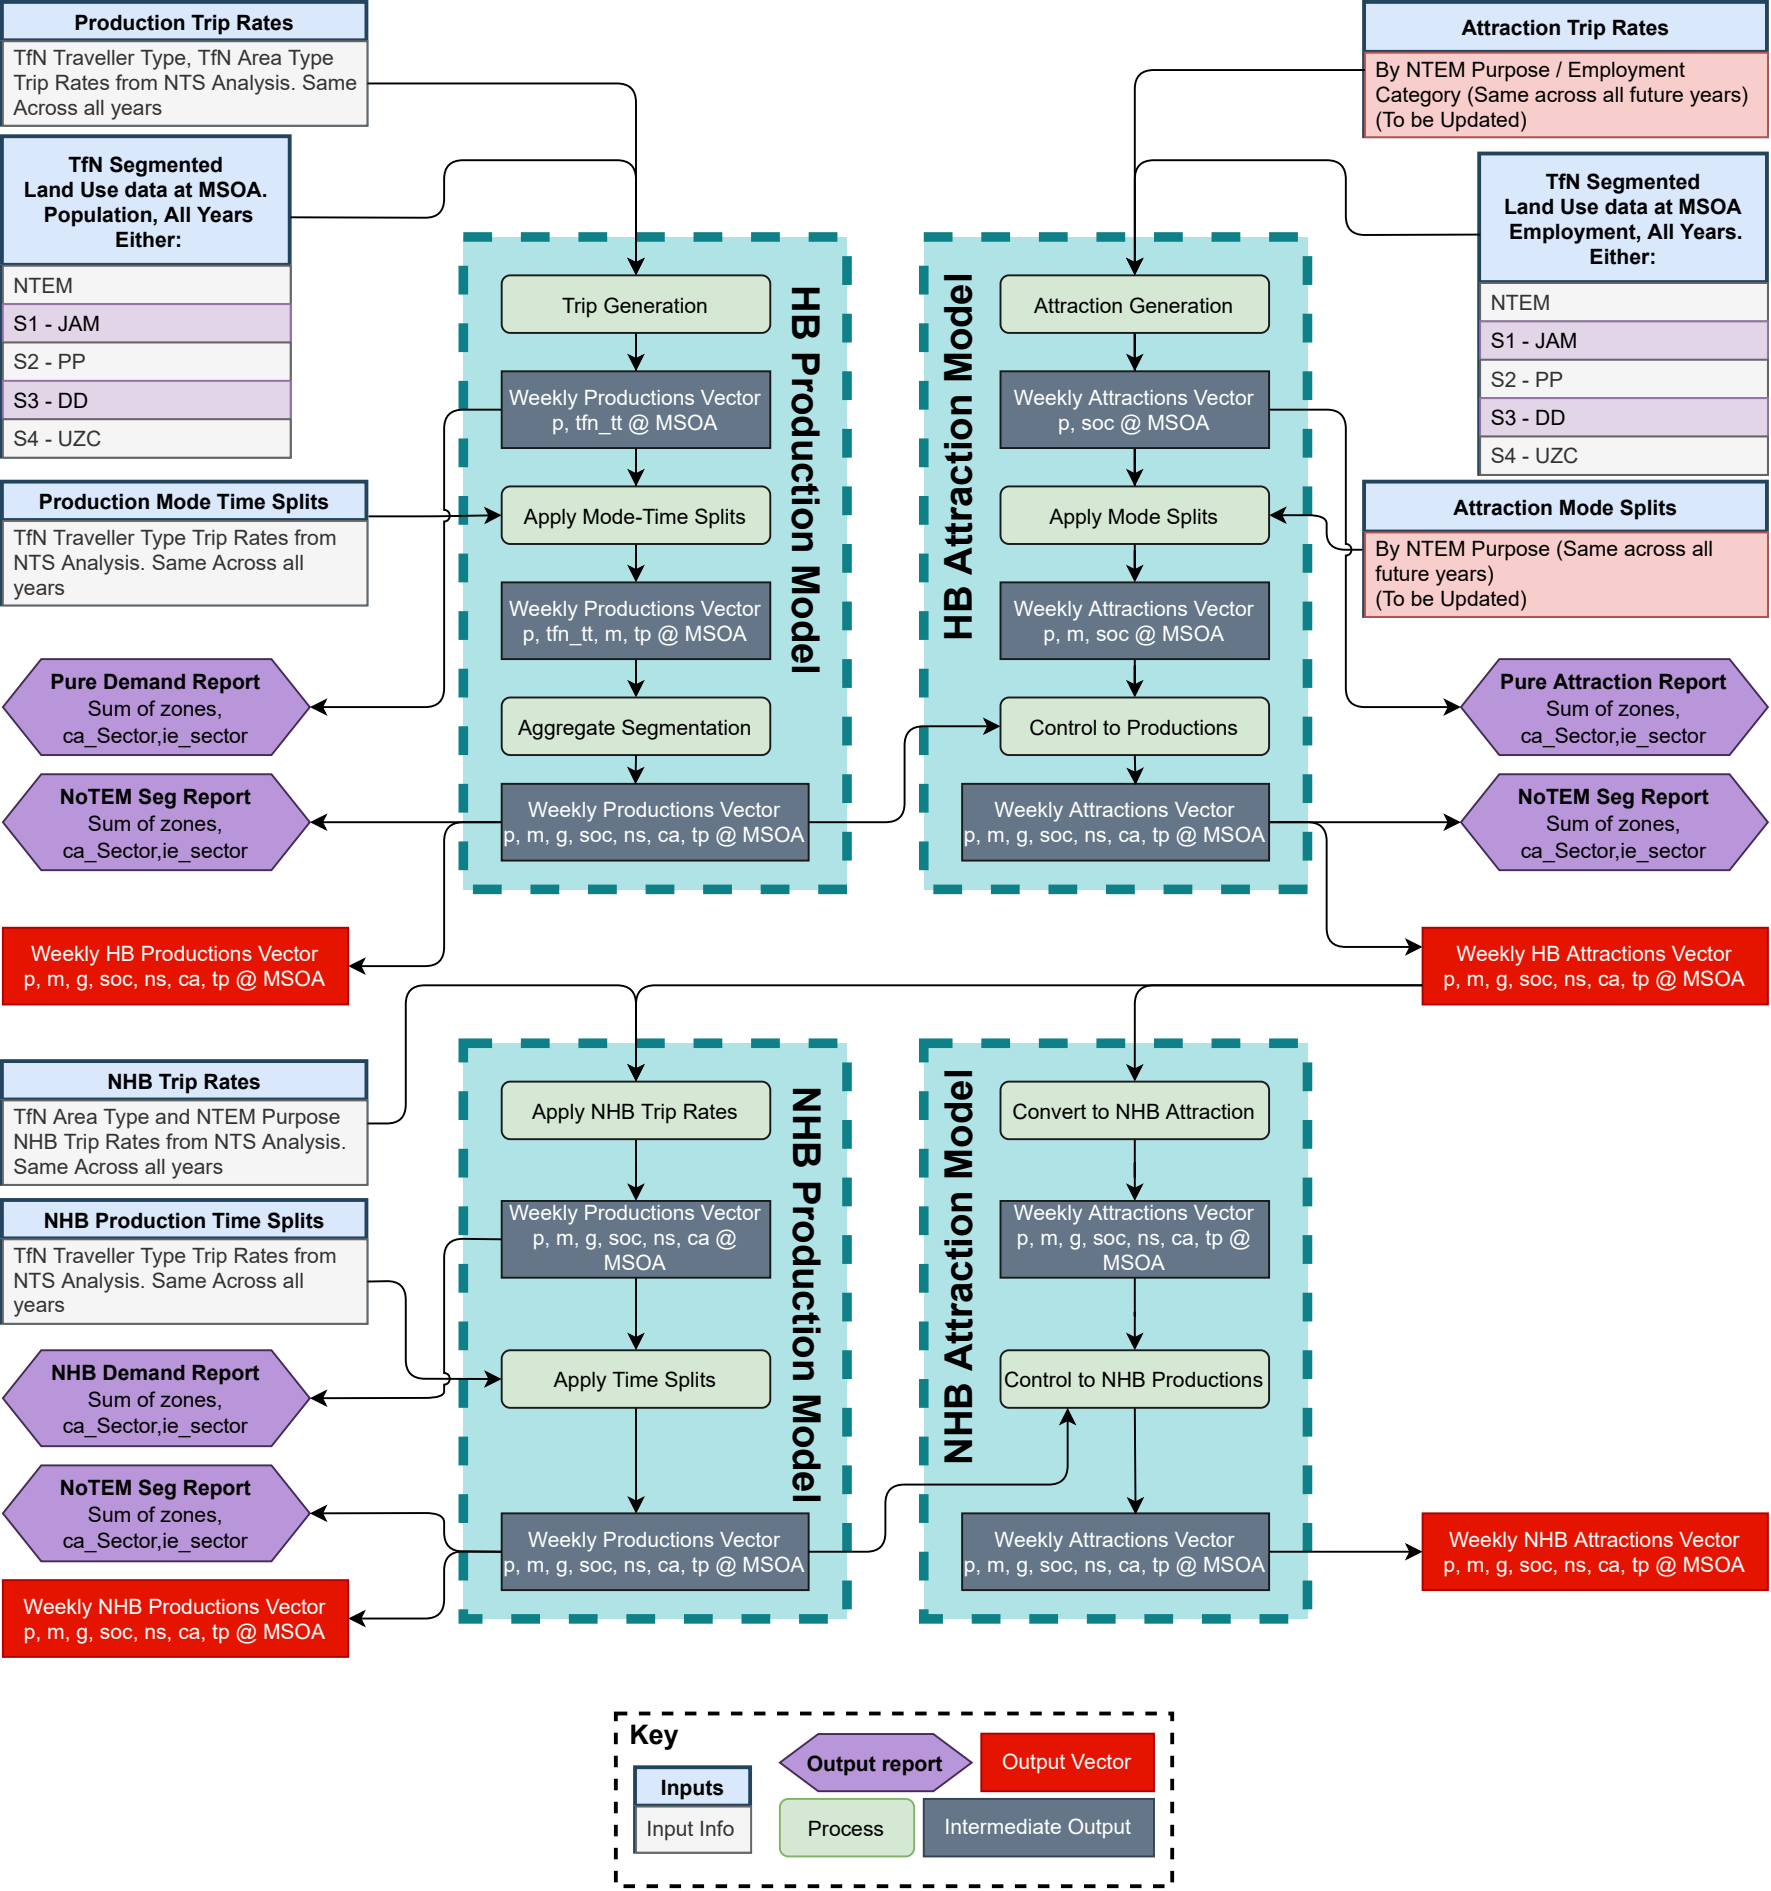 Production Trip Rates
TfN Traveller Type, TfN Area Type
Trip Rates from NTS Analysis. Same
Across all years
TfN Segmented
Land Use data at MSOA.
Population, All Years
Either:
NTEM
S1 - JAM
S2 - PP
S3 - DD
S4 - UZC
Production Mode Time Splits
TfN Traveller Type Trip Rates from
NTS Analysis. Same Across all
years
Pure Demand Report
Sum of zones,
ca_Sector,ie_sector
NoTEM Seg Report
Sum of zones,
ca_Sector,ie_sector
Weekly HB Productions Vector
p, m, g, soc, ns, ca, tp @ MSOA
HB Production Model
Trip Generation
Weekly Productions Vector
p, tfn_tt @ MSOA
Apply Mode-Time Splits
Weekly Productions Vector
p, tfn_tt, m, tp @ MSOA
Aggregate Segmentation
Weekly Productions Vector
p, m, g, soc, ns, ca, tp @ MSOA
HB Attraction Model
Attraction Generation
Weekly Attractions Vector
p, soc @ MSOA
Apply Mode Splits
Weekly Attractions Vector
p, m, soc @ MSOA
Control to Productions
Weekly Attractions Vector
p, m, g, soc, ns, ca, tp @ MSOA
Attraction Trip Rates
By NTEM Purpose / Employment
Category (Same across all future years)
(To be Updated)
TfN Segmented
Land Use data at MSOA
Employment, All Years.
Either:
NTEM
S1 - JAM
S2 - PP
S3 - DD
S4 - UZC
Attraction Mode Splits
By NTEM Purpose (Same across all
future years)
(To be Updated)
Pure Attraction Report
Sum of zones,
ca_Sector,ie_sector
NoTEM Seg Report
Sum of zones,
ca_Sector,ie_sector
Weekly HB Attractions Vector
p, m, g, soc, ns, ca, tp @ MSOA
NHB Trip Rates
TfN Area Type and NTEM Purpose
NHB Trip Rates from NTS Analysis.
Same Across all years
NHB Production Time Splits
TfN Traveller Type Trip Rates from
NTS Analysis. Same Across all
years
NHB Demand Report
Sum of zones,
ca_Sector,ie_sector
NoTEM Seg Report
Sum of zones,
ca_Sector,ie_sector
Weekly NHB Productions Vector
p, m, g, soc, ns, ca, tp @ MSOA
NHB Production Model
Apply NHB Trip Rates
Weekly Productions Vector
p, m, g, soc, ns, ca @
MSOA
Apply Time Splits
Weekly Productions Vector
p, m, g, soc, ns, ca, tp @ MSOA
NHB Attraction Model
Convert to NHB Attraction
Weekly Attractions Vector
p, m, g, soc, ns, ca, tp @
MSOA
Control to NHB Productions
Weekly Attractions Vector
p, m, g, soc, ns, ca, tp @ MSOA
Weekly NHB Attractions Vector
p, m, g, soc, ns, ca, tp @ MSOA
Key
Inputs
Input Info
Output report
Output Vector
Process
Intermediate Output